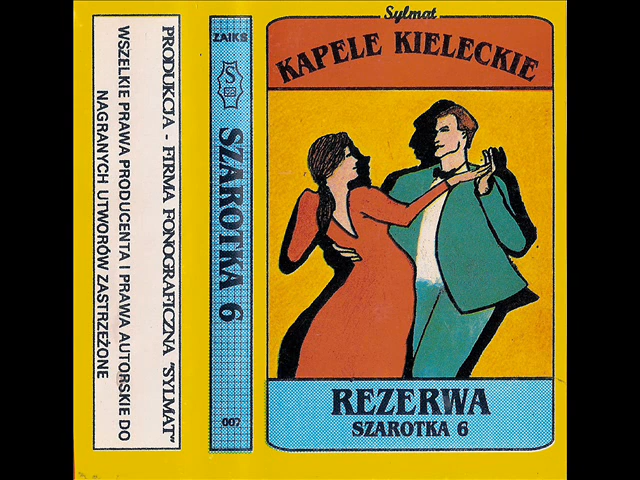 PRODUKCJA - FIRMA FONOGRAFICZNA "SYLMAT"
WSZELKIE PRAWA PRODUCENTA I PRAWA AUTORSKIE DO
NAGRANYCH UTWORÓW ZASTRZEŻONE
ZAIKS
S
SZAROTKA 6
007
Sylmat
KAPELE KIELECKIE
REZERWA
SZAROTKA 6